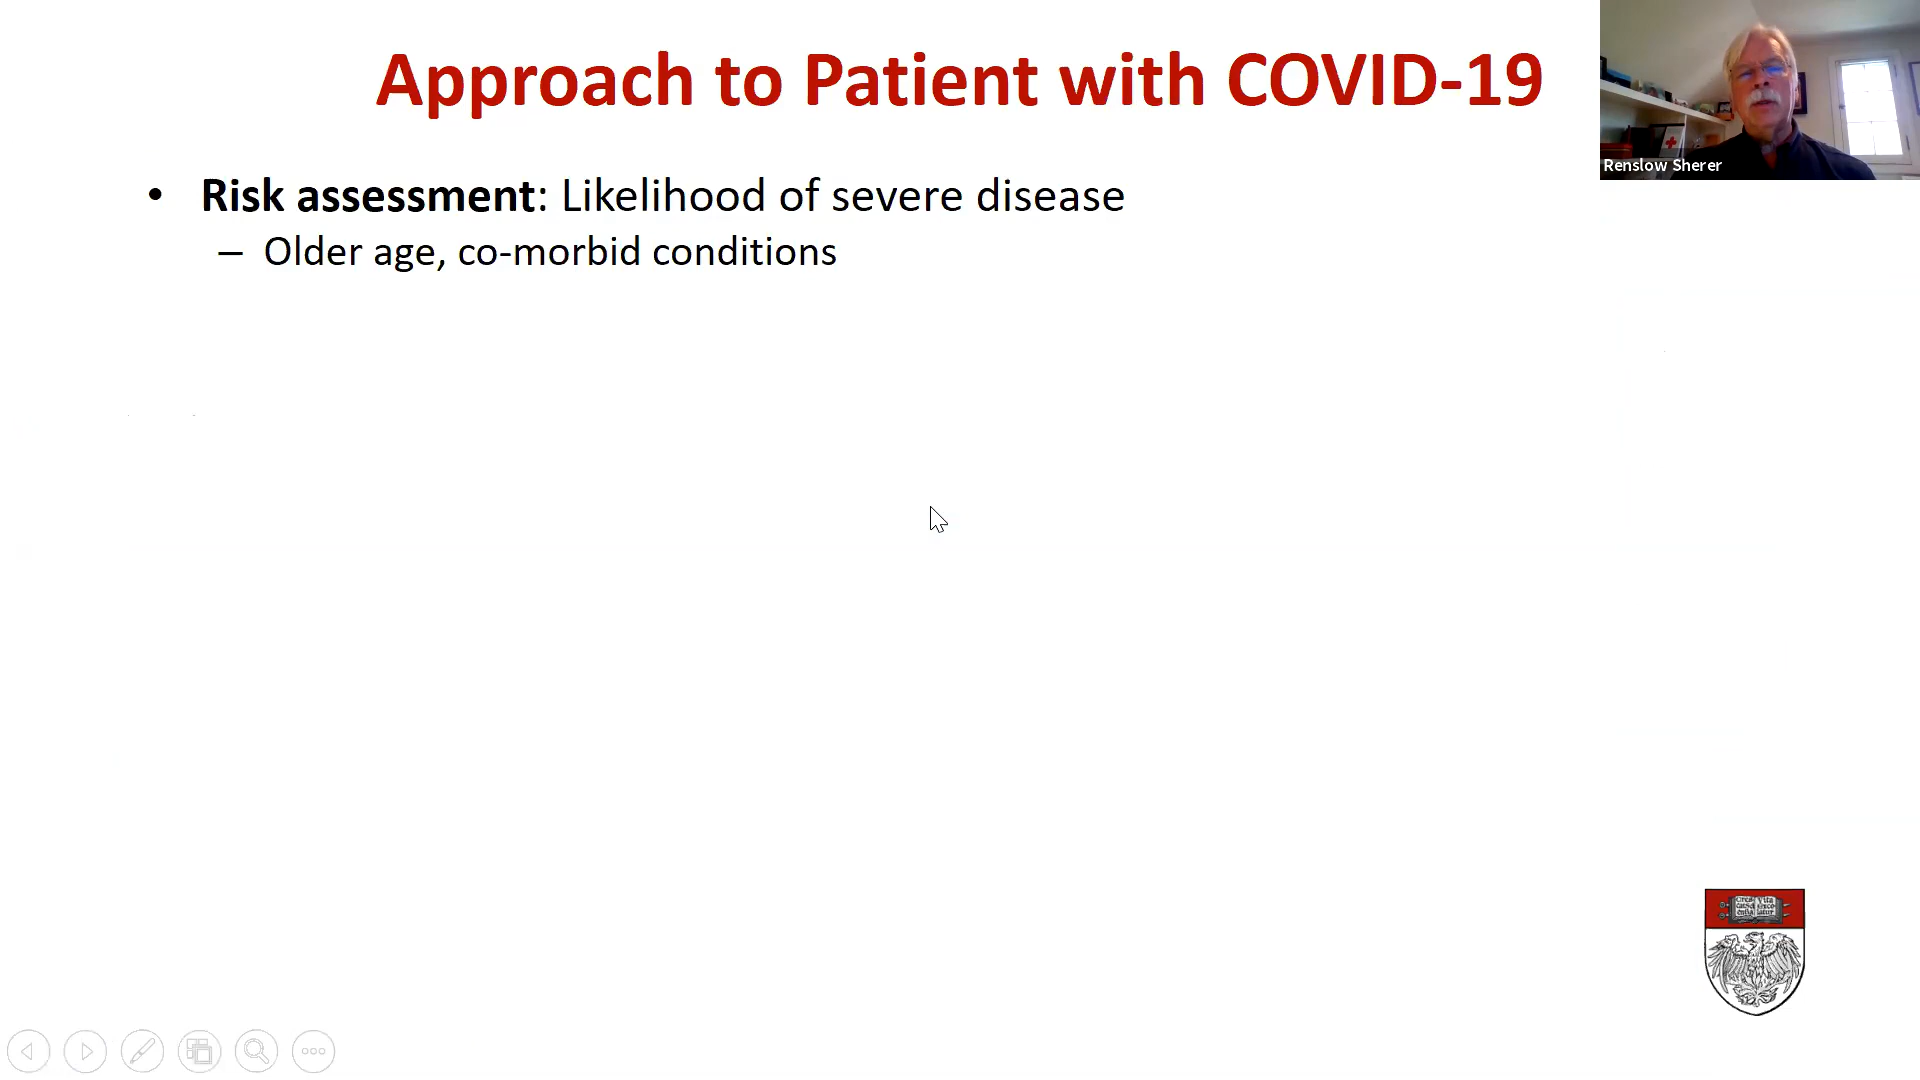 Approach to Patient with COVID-19
Renslow Sherer
• Risk assessment: Likelihood of severe disease
– Older age, co-morbid conditions